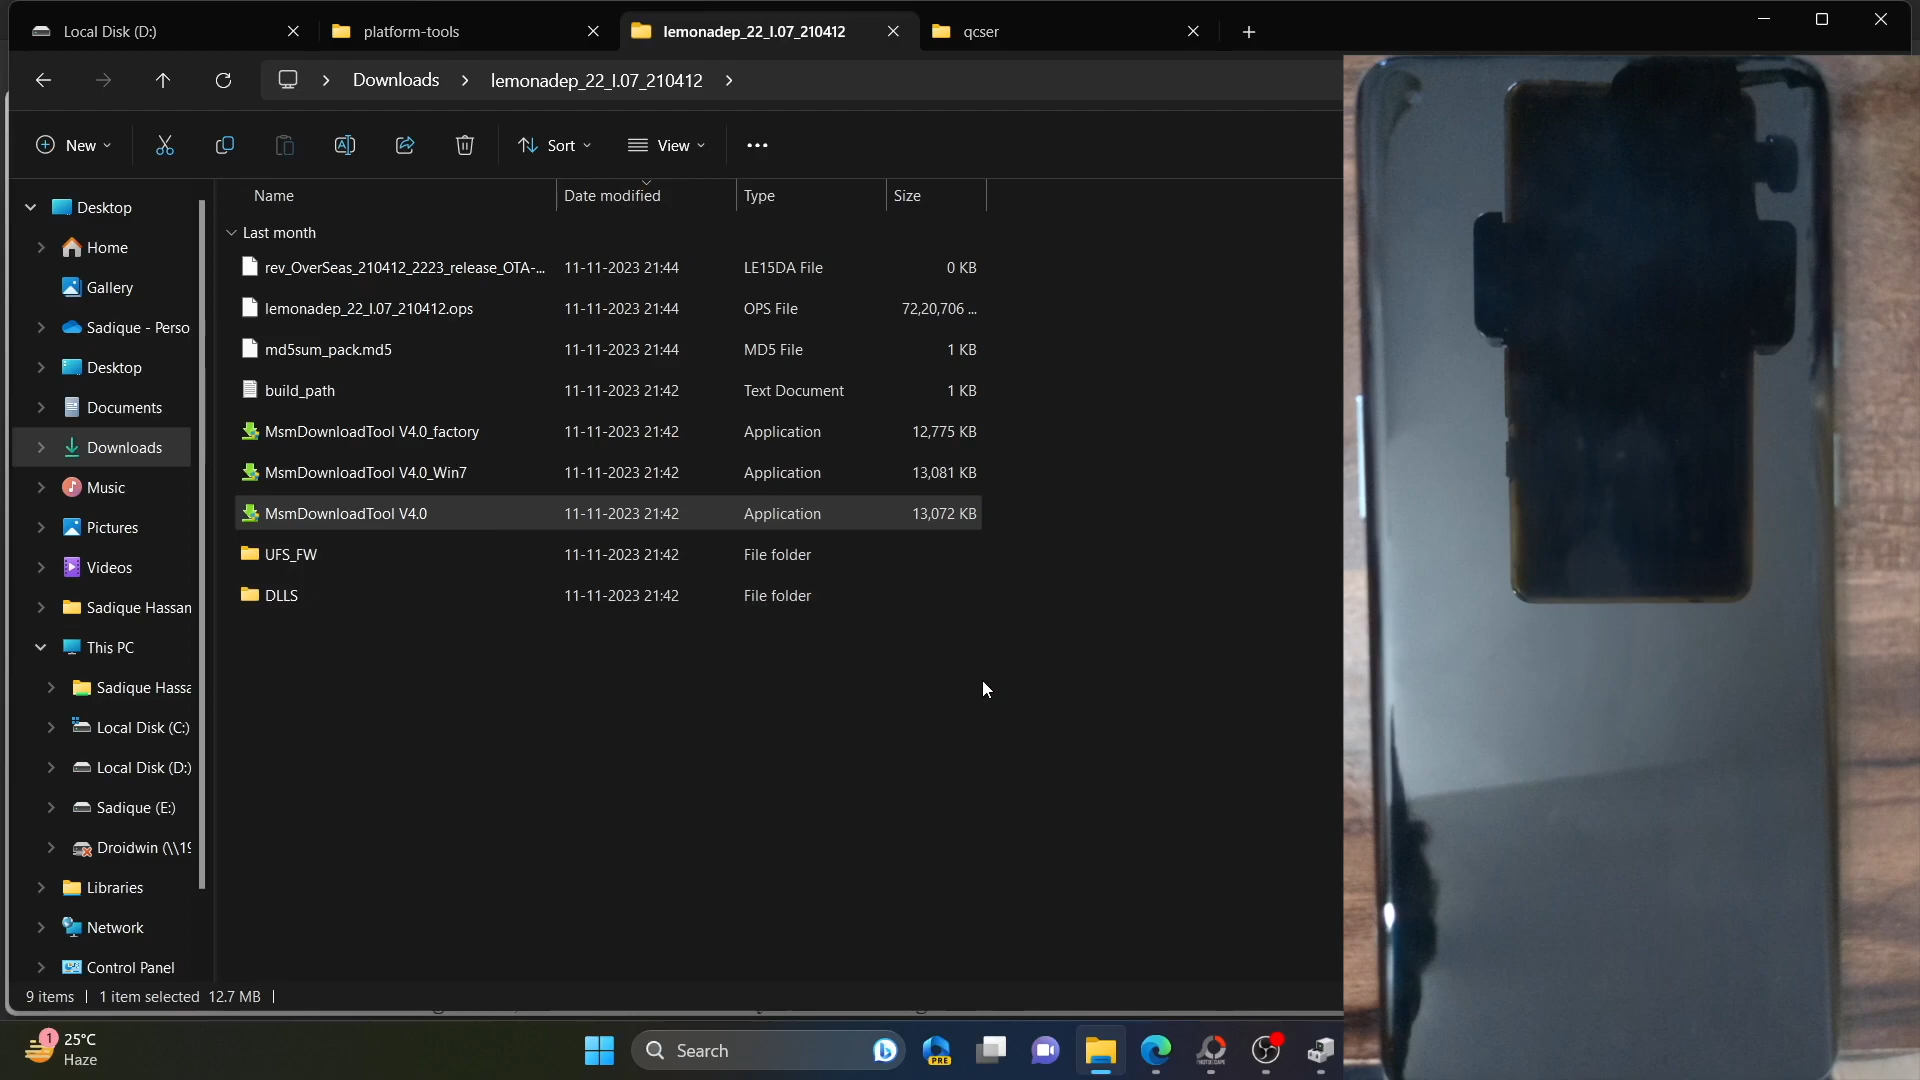 Local Disk (D:)
platform-tools
lemonadep_22_I.07_210412
qcser
Downloads
lemonadep_22_I.07_210412
New
Sort
View
Name
Date modified
Type
Size
Last month
rev_OverSeas_210412_2223_release_OTA-... 11-11-2023 21:44 LE15DA File 0 KB
lemonadep_22_I.07_210412.ops 11-11-2023 21:44 OPS File 72,20,706 ...
md5sum_pack.md5 11-11-2023 21:44 MD5 File 1 KB
build_path 11-11-2023 21:42 Text Document 1 KB
MsmDownloadTool V4.0_factory 11-11-2023 21:42 Application 12,775 KB
MsmDownloadTool V4.0_Win7 11-11-2023 21:42 Application 13,081 KB
MsmDownloadTool V4.0 11-11-2023 21:42 Application 13,072 KB
UFS_FW 11-11-2023 21:42 File folder
DLLS 11-11-2023 21:42 File folder
Desktop
Home
Gallery
Sadique - Perso
Desktop
Documents
Downloads
Music
Pictures
Videos
Sadique Hassan
This PC
Sadique Hassa
Local Disk (C:)
Local Disk (D:)
Sadique (E:)
Droidwin (\\19
Libraries
Network
Control Panel
9 items 1 item selected 12.7 MB
1
25°C
Haze
Search
PRE